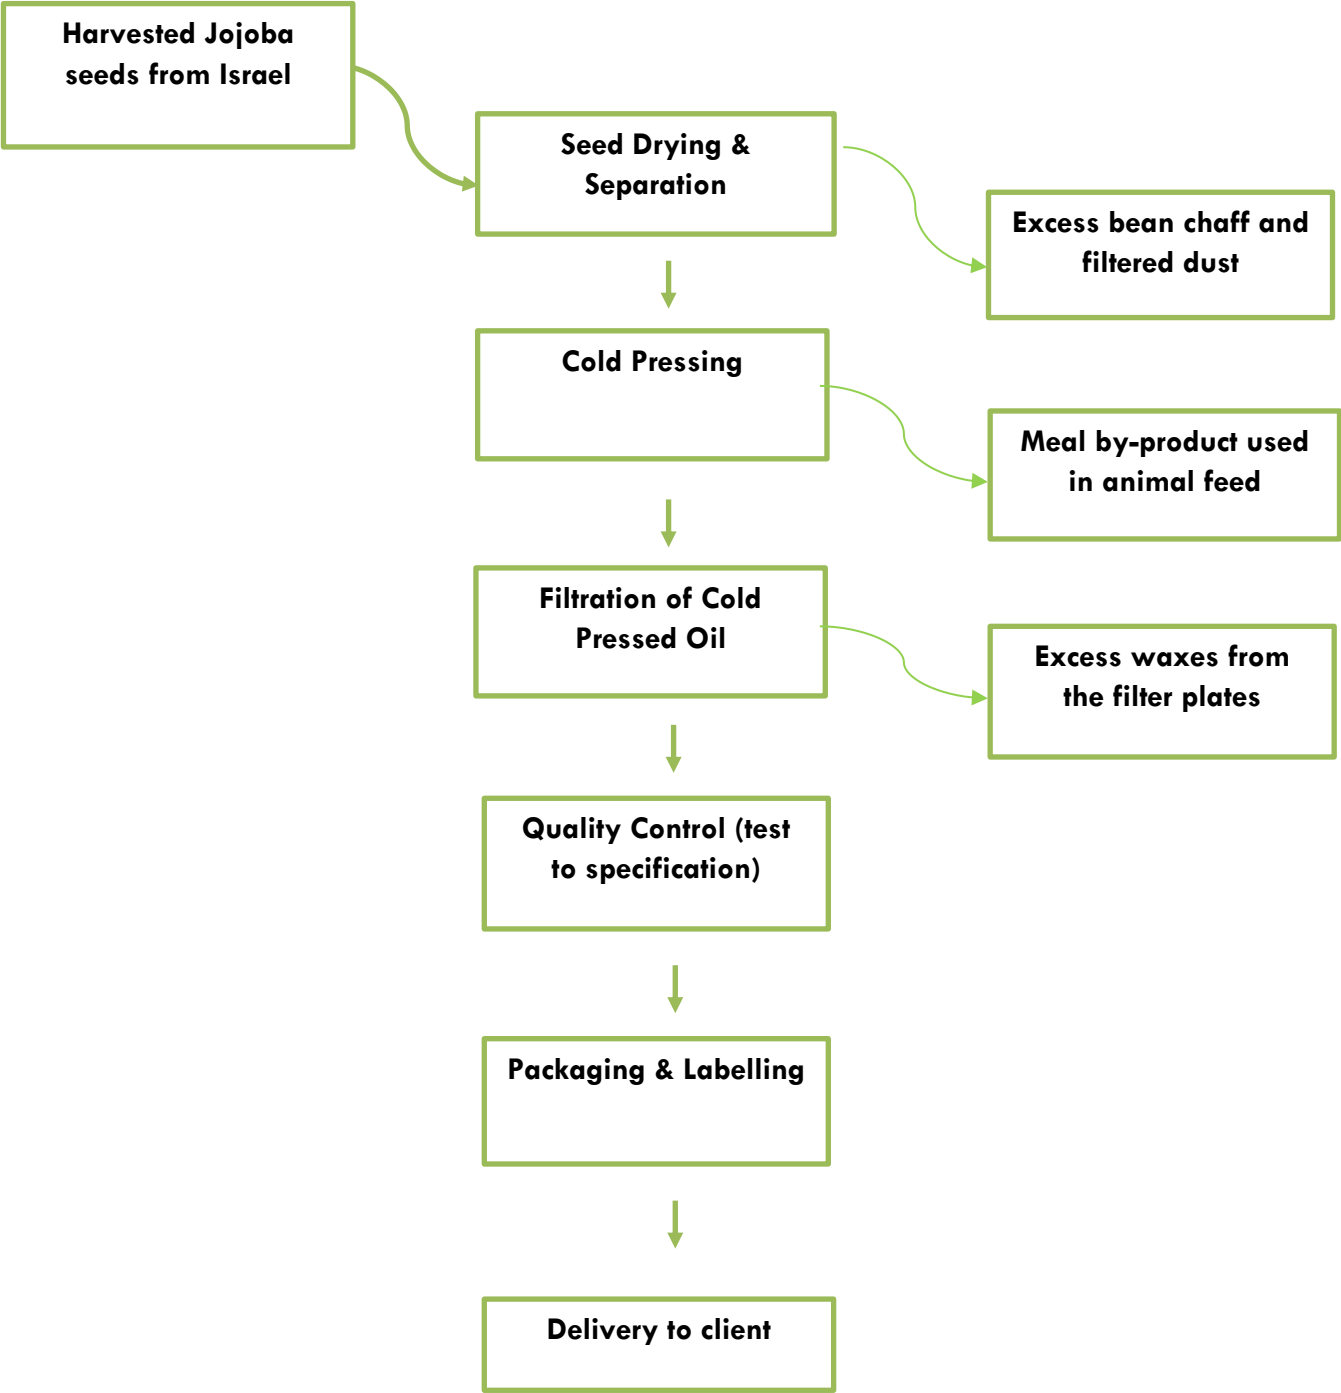 Harvested Jojoba
seeds from Israel
Seed Drying &
Separation
Excess bean chaff and
filtered dust
Cold Pressing
Meal by-product used
in animal feed
Filtration of Cold
Pressed Oil
Excess waxes from
the filter plates
Quality Control (test
to specification)
Packaging & Labelling
Delivery to client